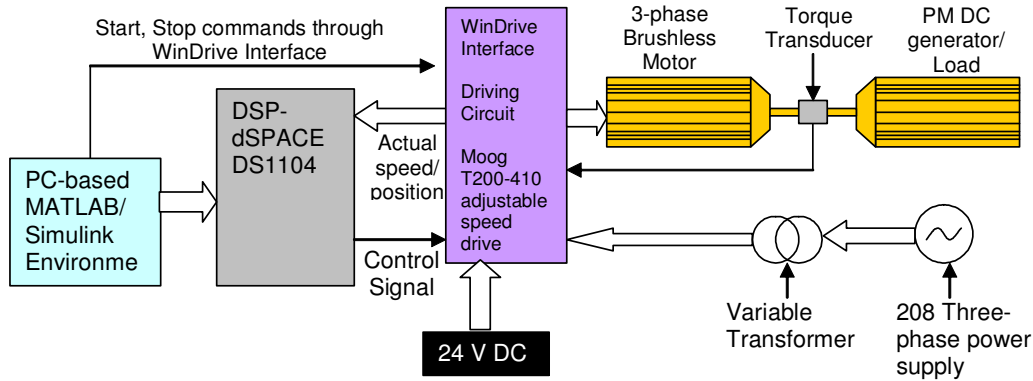 Start, Stop commands through
WinDrive Interface
PC-based
MATLAB/
Simulink
Environme
DSP-
dSPACE
DS1104
Actual
speed/
position
Control
Signal
WinDrive
Interface
Driving
Circuit
Moog
T200-410
adjustable
speed
drive
24 V DC
3-phase
Brushless
Motor
Torque
Transducer
PM DC
generator/
Load
Variable
Transformer
208 Three-
phase power
supply